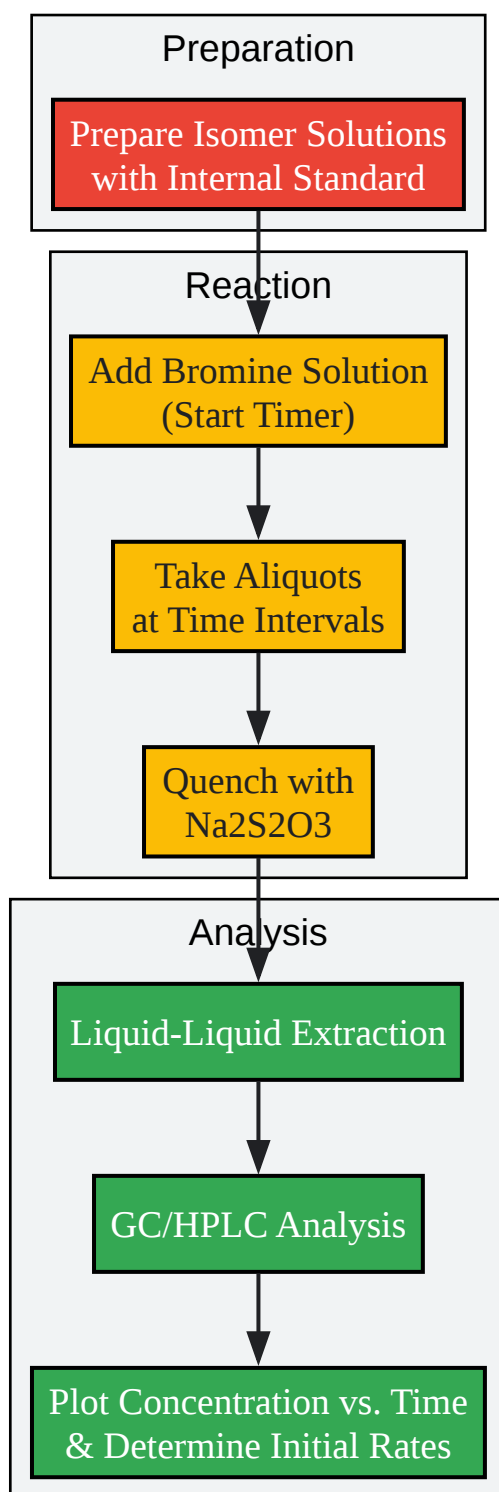 Preparation
Prepare Isomer Solutions
with Internal Standard
Reaction
Add Bromine Solution
(Start Timer)
Take Aliquots
at Time Intervals
Quench with
Na2S2O3
Analysis
Liquid-Liquid Extraction
GC/HPLC Analysis
Plot Concentration vs. Time
& Determine Initial Rates